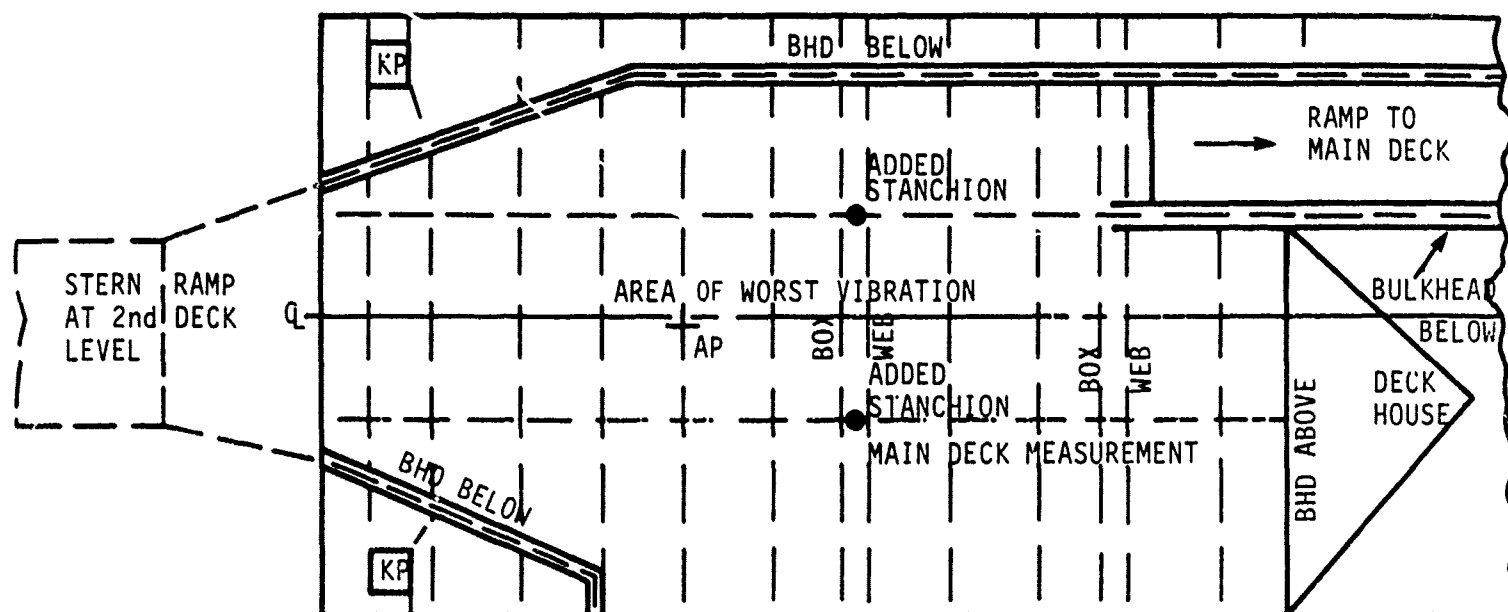 KP
BHD BELOW
RAMP TO
MAIN DECK
ADDED
STANCHION
STERN RAMP
AT 2nd DECK
LEVEL
AREA OF WORST VIBRATION
BULKHEAD
BELOW
℄
AP
BOX
WEB
BOX
WEB
ADDED
STANCHION
MAIN DECK MEASUREMENT
DECK
HOUSE
BHD ABOVE
BHD BELOW
KP